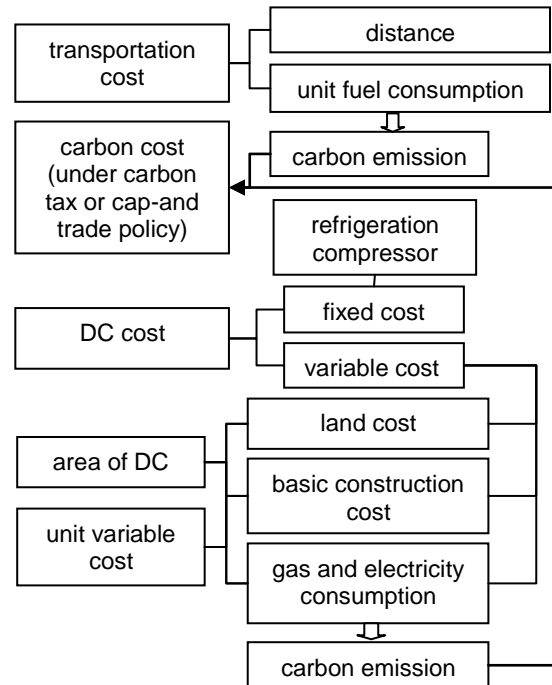 distance
transportation
cost
unit fuel consumption
carbon cost
(under carbon
tax or cap-and
trade policy)
carbon emission
refrigeration
compressor
fixed cost
DC cost
variable cost
land cost
area of DC
basic construction
cost
unit variable
cost
gas and electricity
consumption
carbon emission